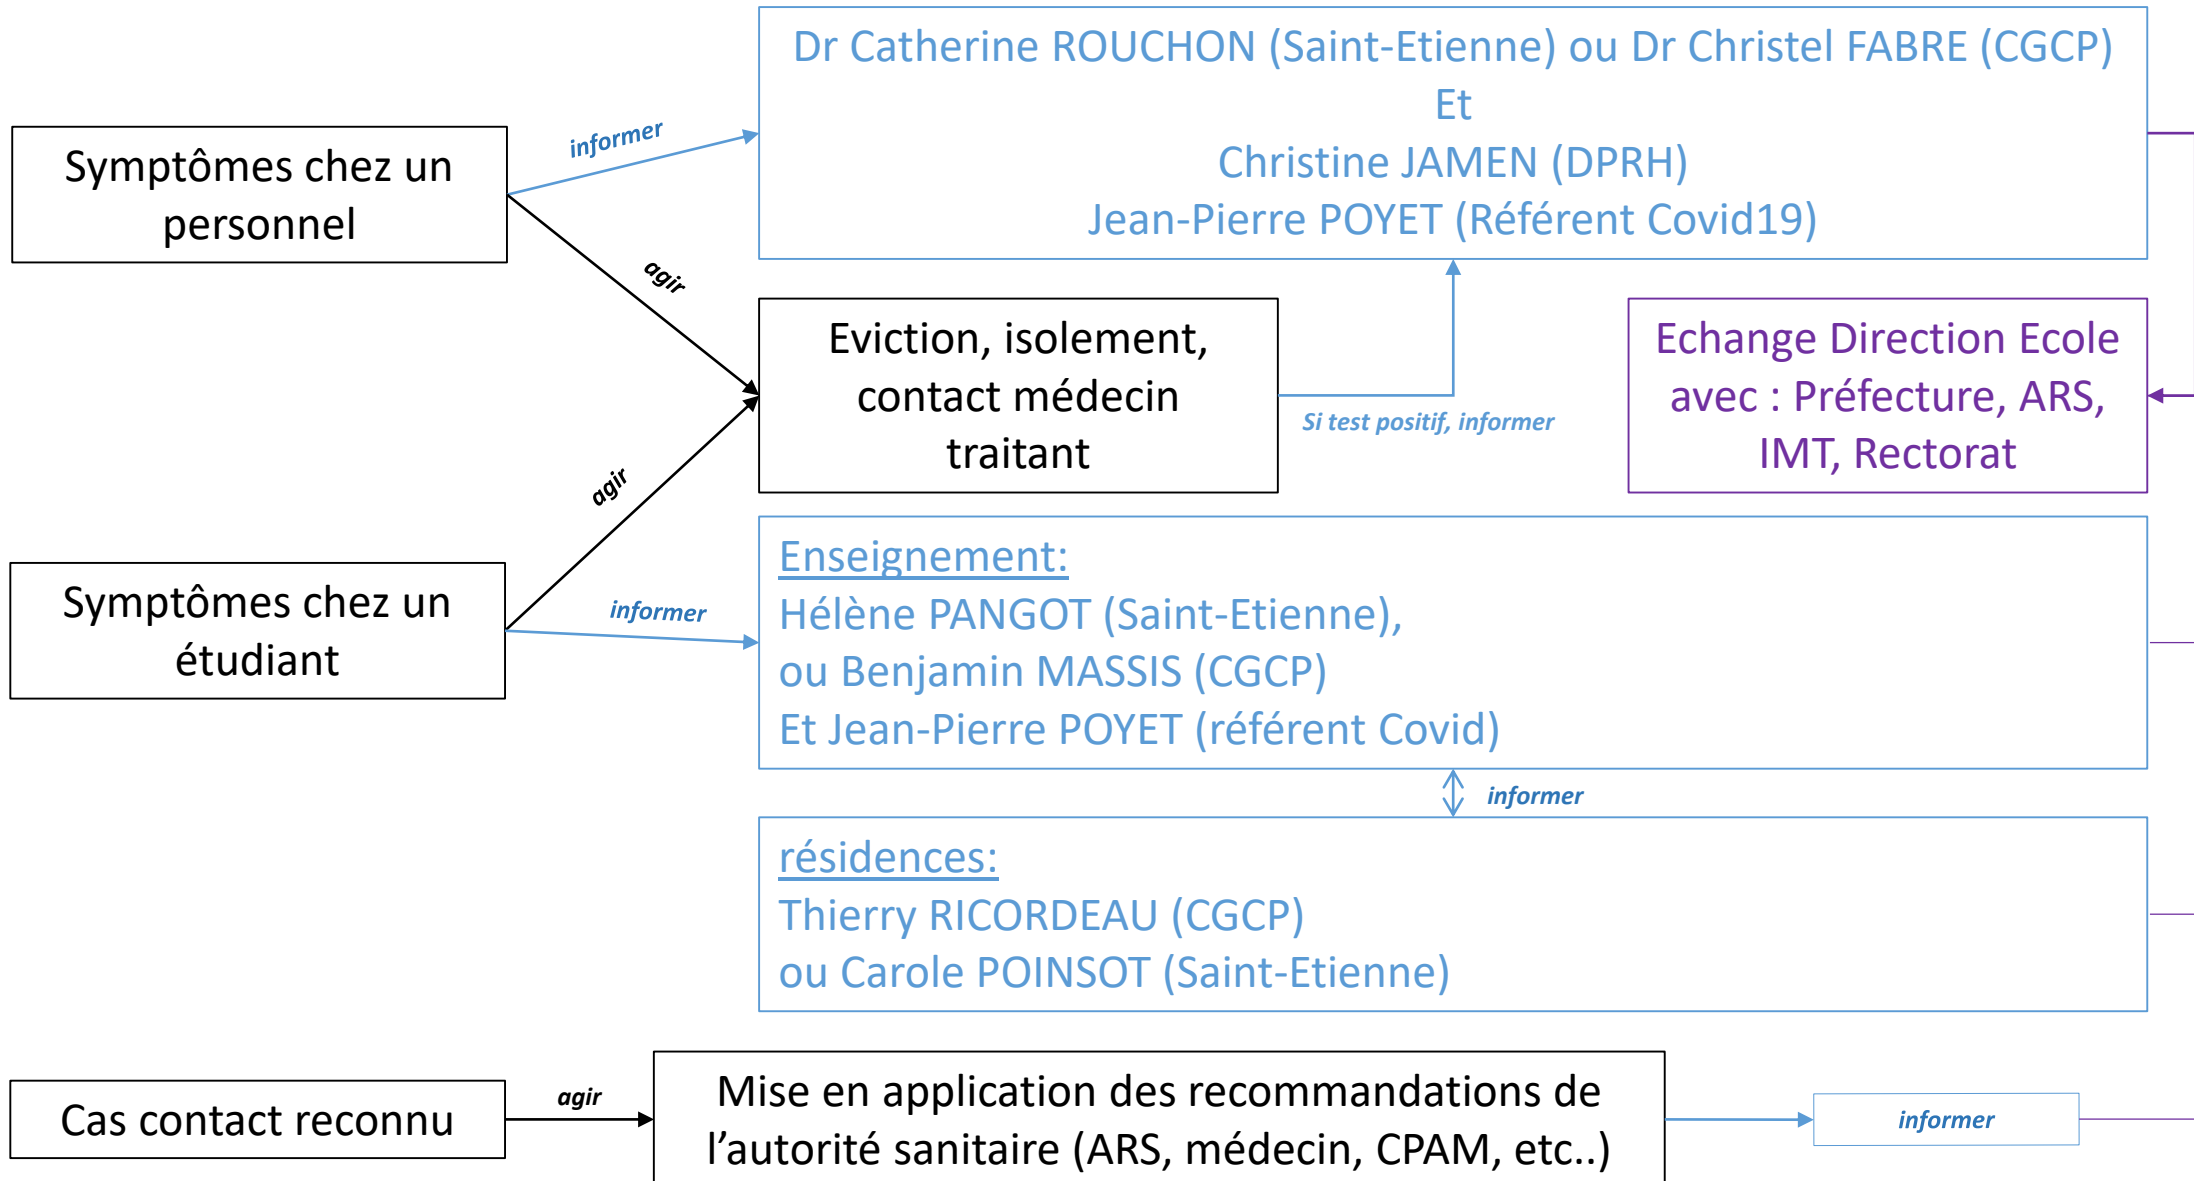 Dr Catherine ROUCHON (Saint-Etienne) ou Dr Christel FABRE (CGCP)
Et
Christine JAMEN (DPRH)
Jean-Pierre POYET (Référent Covid19)
informer
Symptômes chez un
personnel
agir
Eviction, isolement,
contact médecin
traitant
Si test positif, informer
Echange Direction Ecole
avec : Préfecture, ARS,
IMT, Rectorat
agir
Symptômes chez un
étudiant
informer
Enseignement:
Hélène PANGOT (Saint-Etienne),
ou Benjamin MASSIS (CGCP)
Et Jean-Pierre POYET (référent Covid)
informer
résidences:
Thierry RICORDEAU (CGCP)
ou Carole POINSOT (Saint-Etienne)
Cas contact reconnu
agir
Mise en application des recommandations de
l’autorité sanitaire (ARS, médecin, CPAM, etc..)
informer